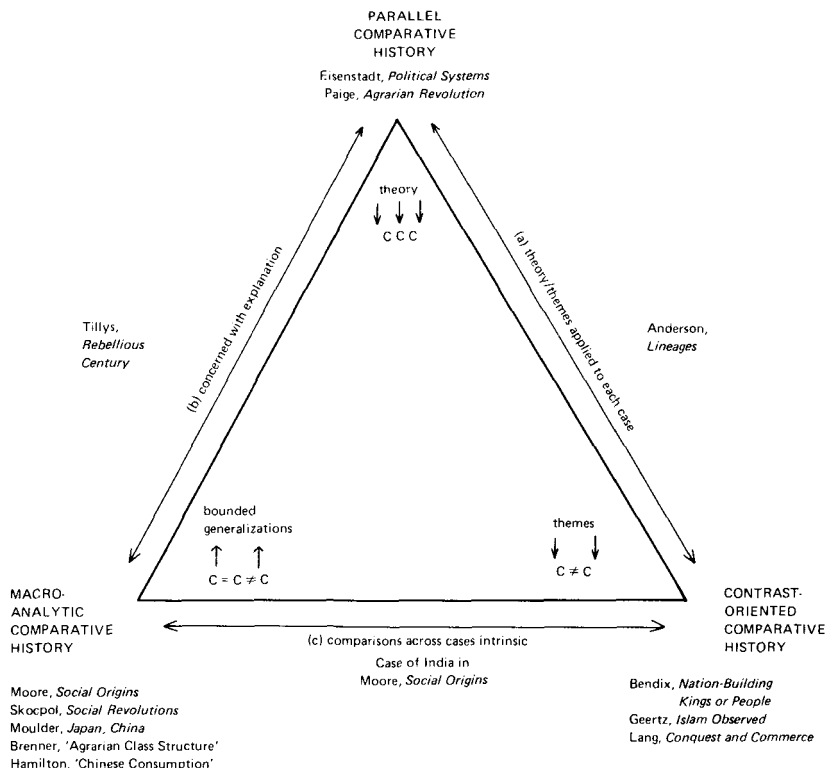 PARALLEL
COMPARATIVE
HISTORY
Eisenstadt, Political Systems
Paige, Agrarian Revolution
theory
↓ ↓ ↓
C C C
(b) concerned with explanation
(a) theory/themes applied to each case
Tillys,
Rebellious
Century
Anderson,
Lineages
bounded
generalizations
↑ ↑
C = C ≠ C
themes
↓ ↓
C ≠ C
MACRO-
ANALYTIC
COMPARATIVE
HISTORY
(c) comparisons across cases intrinsic
Case of India in
Moore, Social Origins
CONTRAST-
ORIENTED
COMPARATIVE
HISTORY
Moore, Social Origins
Skocpol, Social Revolutions
Moulder, Japan, China
Brenner, 'Agrarian Class Structure'
Hamilton, 'Chinese Consumption'
Bendix, Nation-Building
Kings or People
Geertz, Islam Observed
Lang, Conquest and Commerce